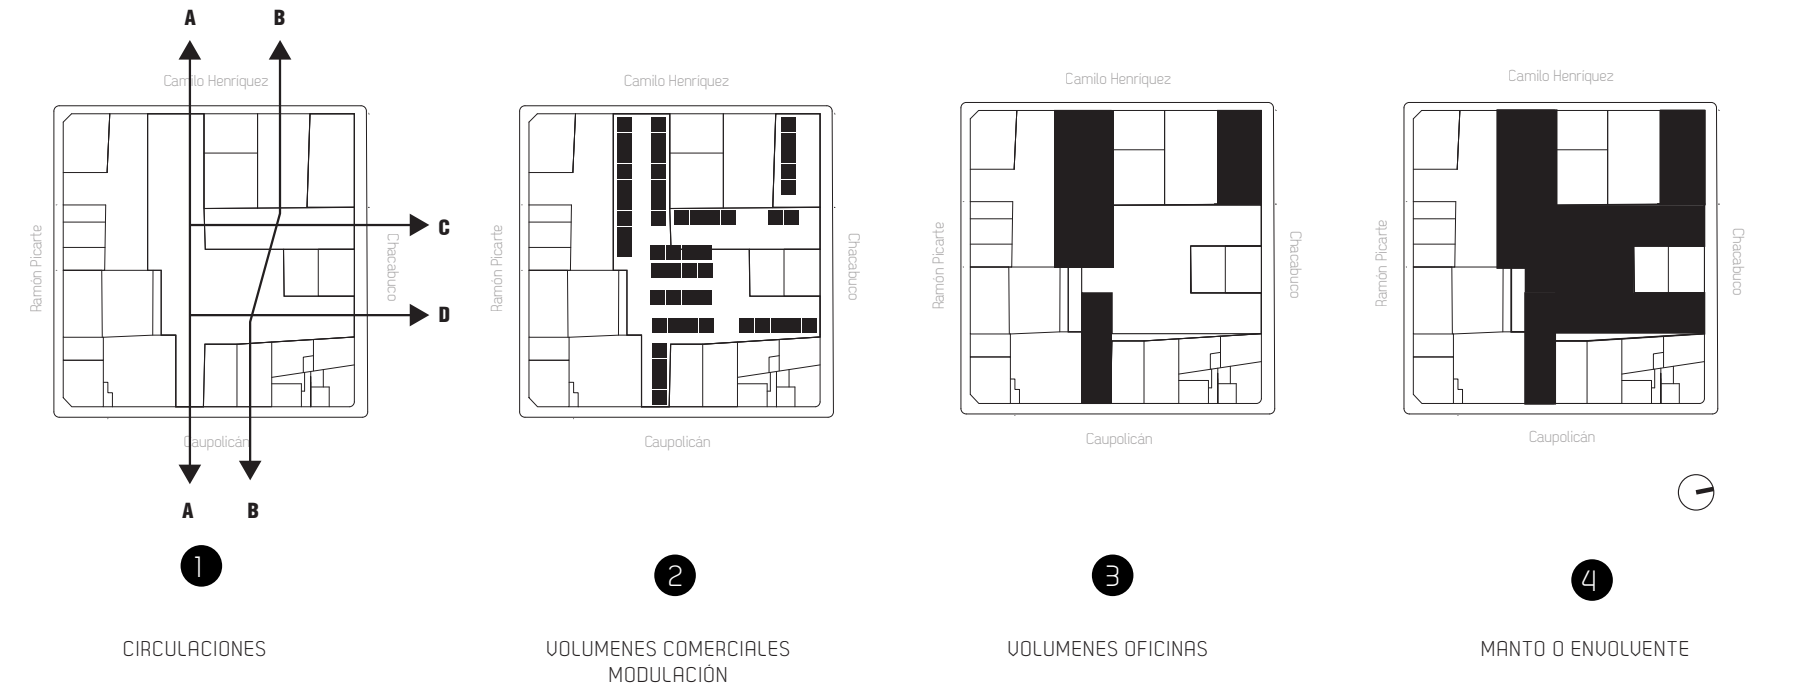 A B
Camilo Henriquez
Ramón Picarte
Chacabuco
C
D
Caupolicán
A B
1
CIRCULACIONES
Camilo Henriquez
Ramón Picarte
Chacabuco
Caupolicán
2
VOLUMENES COMERCIALES
MODULACIÓN
Camilo Henriquez
Ramón Picarte
Chacabuco
Caupolicán
3
VOLUMENES OFICINAS
Camilo Henriquez
Ramón Picarte
Chacabuco
Caupolicán
4
MANTO O ENVOLVENTE